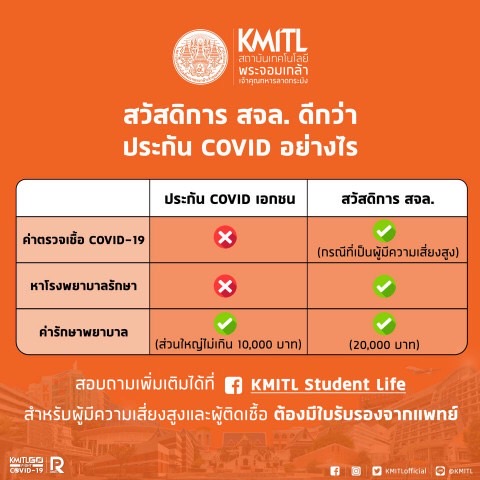 KMITL
สถาบันเทคโนโลยี
พระจอมเกล้า
เจ้าคุณทหารลาดกระบัง
สวัสดิการ สจล. ดีกว่า
ประกัน COVID อย่างไร
ประกัน COVID เอกชน
สวัสดิการ สจล.
ค่าตรวจเชื้อ COVID-19
(กรณีที่เป็นผู้มีความเสี่ยงสูง)
หาโรงพยาบาลรักษา
ค่ารักษาพยาบาล
(ส่วนใหญ่ไม่เกิน 10,000 บาท)
(20,000 บาท)
สอบถามเพิ่มเติมได้ที่ KMITL Student Life
สำหรับผู้มีความเสี่ยงสูงและผู้ติดเชื้อ ต้องมีใบรับรองจากแพทย์
KMITL
FIGHT
COVID-19
KMITLofficial
@KMITL